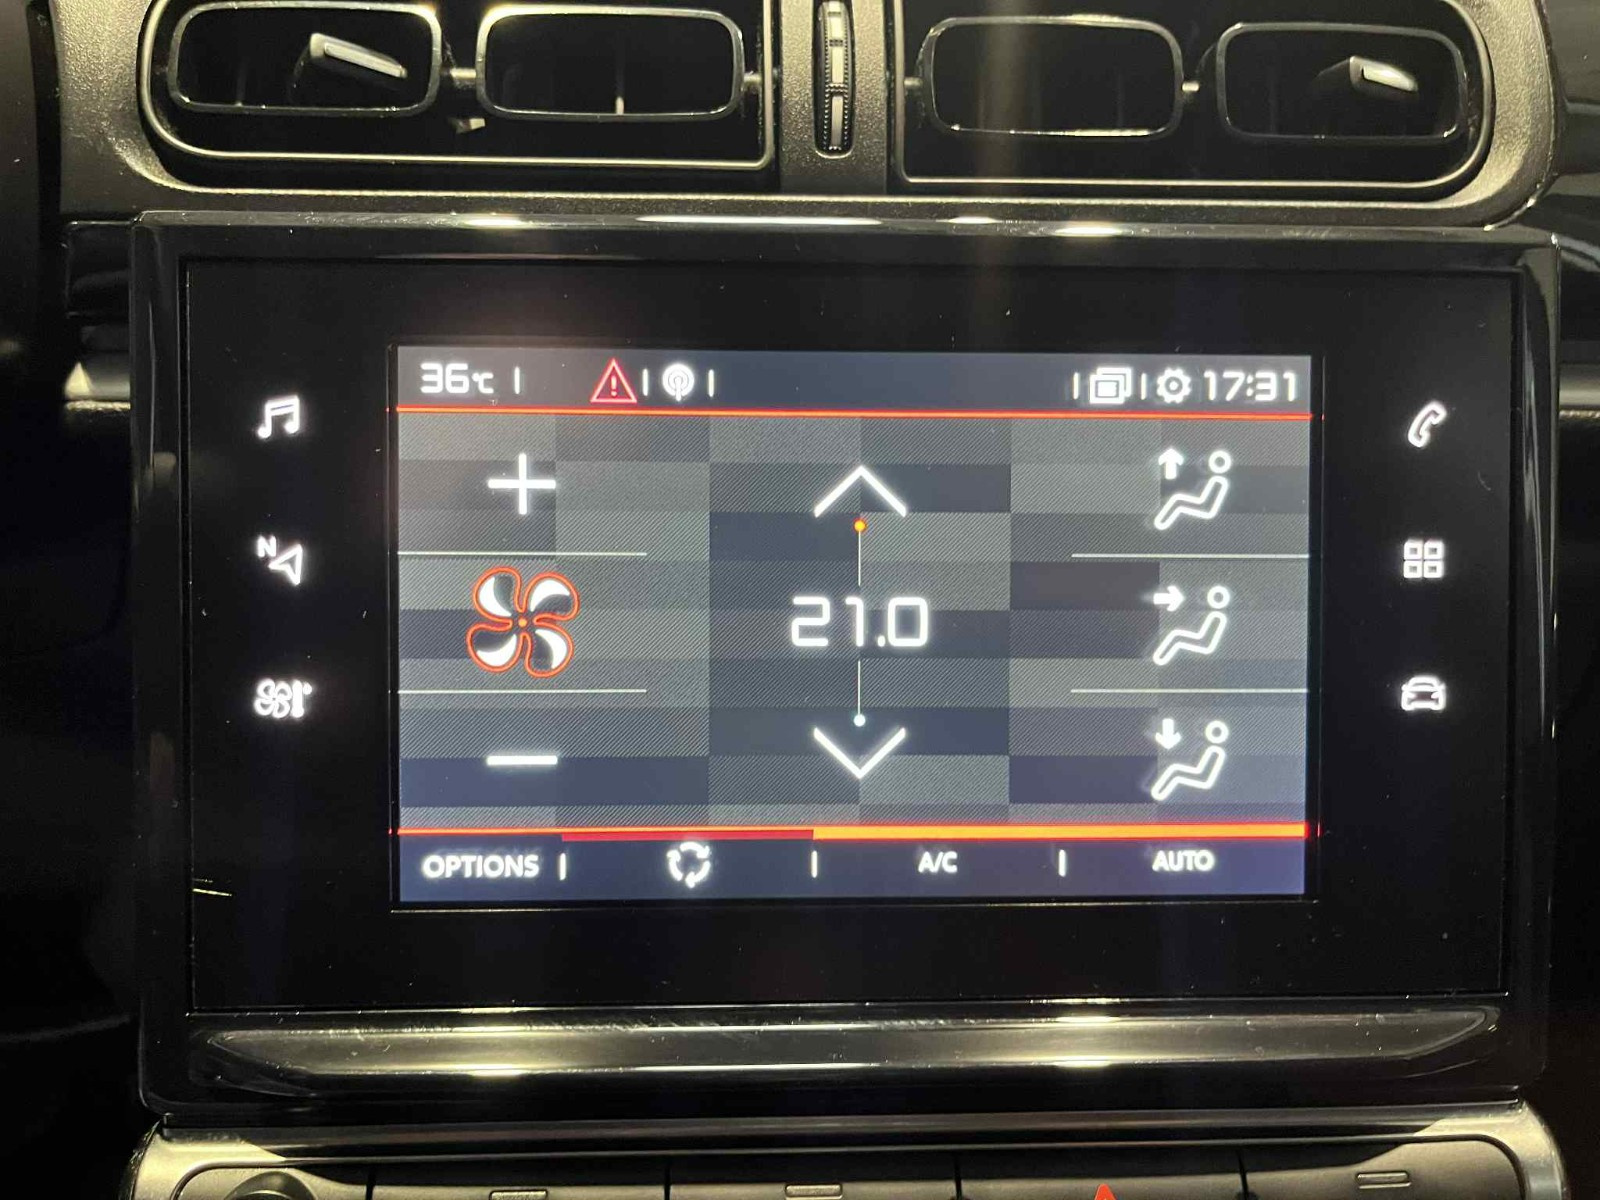 36°C
17:31
N
21.0
OPTIONS
A/C
AUTO